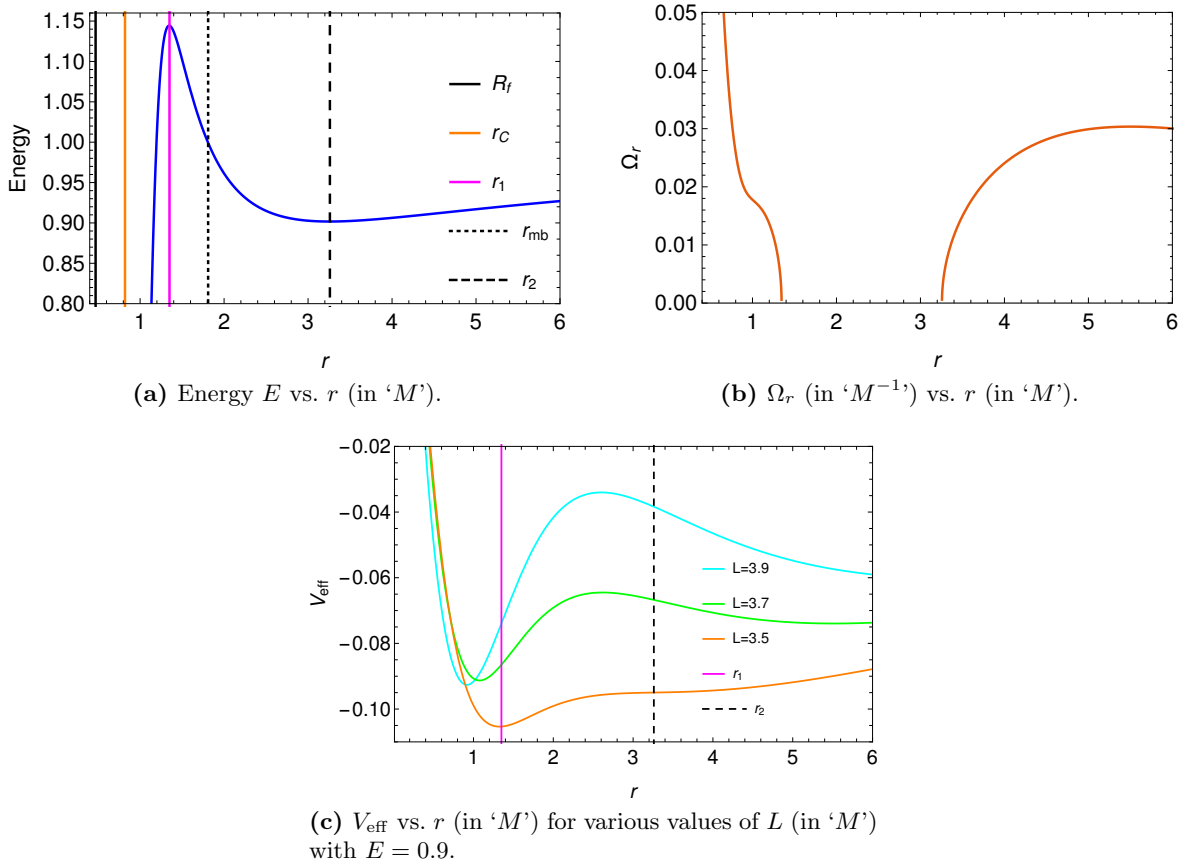 1.15
1.10
1.05
1.00
0.95
0.90
0.85
0.80
Energy
1 2 3 4 5 6
r
R_f
r_C
r_1
r_mb
r_2
(a) Energy E vs. r (in ‘M’).
0.05
0.04
0.03
0.02
0.01
0.00
Ω_r
1 2 3 4 5 6
r
(b) Ω_r (in ‘M^{−1}’) vs. r (in ‘M’).
−0.02
−0.04
−0.06
−0.08
−0.10
V_eff
1 2 3 4 5 6
r
L=3.9
L=3.7
L=3.5
r_1
r_2
(c) V_eff vs. r (in ‘M’) for various values of L (in ‘M’)
with E = 0.9.